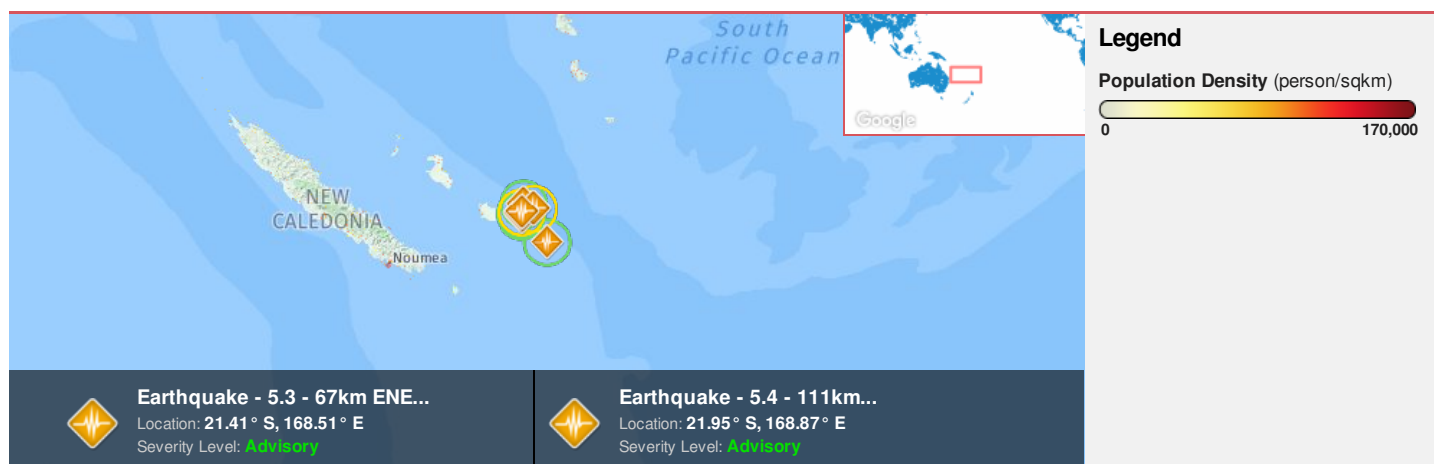 South
Pacific Ocean
Google
NEW
CALEDONIA
Noumea
Legend
Population Density (person/sqkm)
0
170,000
Earthquake - 5.3 - 67km ENE...
Location: 21.41° S, 168.51° E
Severity Level: Advisory
Earthquake - 5.4 - 111km...
Location: 21.95° S, 168.87° E
Severity Level: Advisory